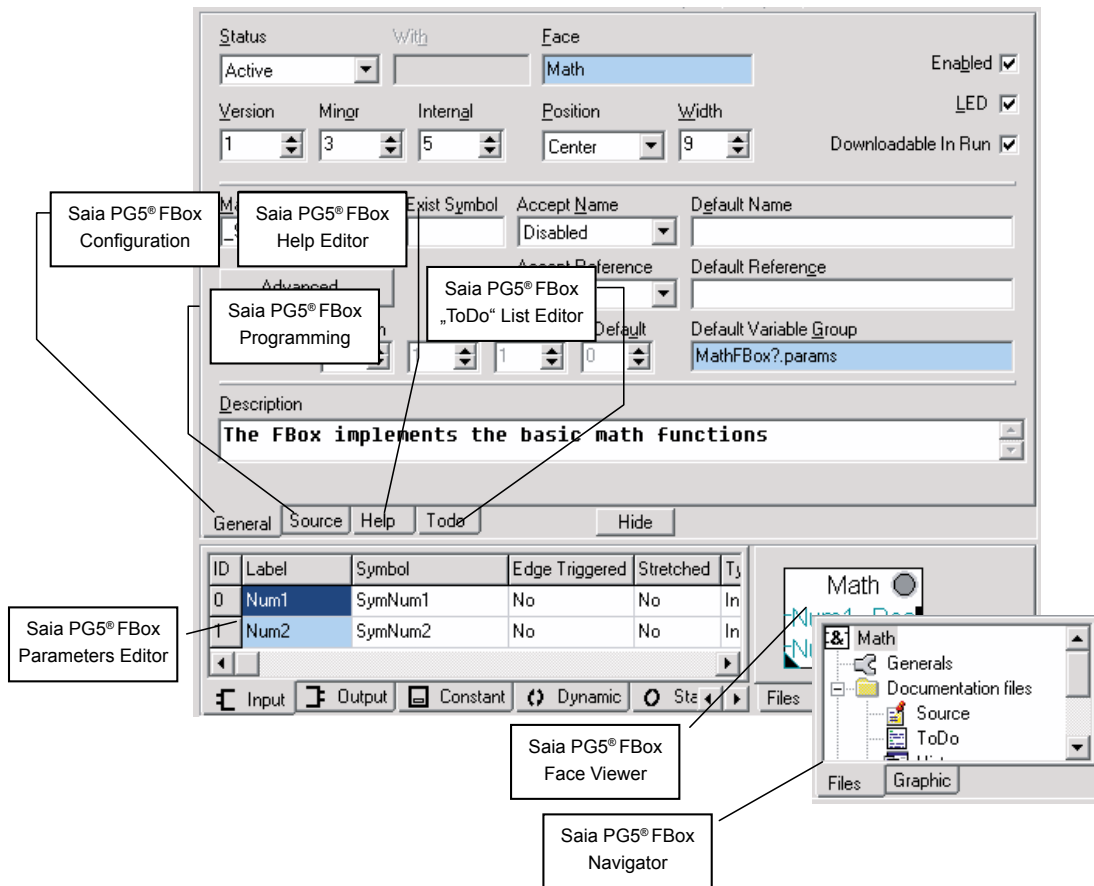 Status With Face
Active Math Enabled
LED
Version Minor Internal Position Width
1 3 5 Center 9 Downloadable In Run
Saia PG5® FBox
Configuration
Saia PG5® FBox
Help Editor
Exist Symbol Accept Name Default Name
Disabled
Accept Reference Default Reference
Advanced
Saia PG5® FBox
Programming
Saia PG5® FBox
„ToDo“ List Editor
Default Default Variable Group
1 1 0 MathFBox?.params
Description
The FBox implements the basic math functions
General Source Help Todo Hide
ID Label Symbol Edge Triggered Stretched
0 Num1 SymNum1 No No In
1 Num2 SymNum2 No No In
Input Output Constant Dynamic
Saia PG5® FBox
Parameters Editor
Math
Num1
Files
Math
Generals
Documentation files
Source
ToDo
Files Graphic
Saia PG5® FBox
Face Viewer
Saia PG5® FBox
Navigator